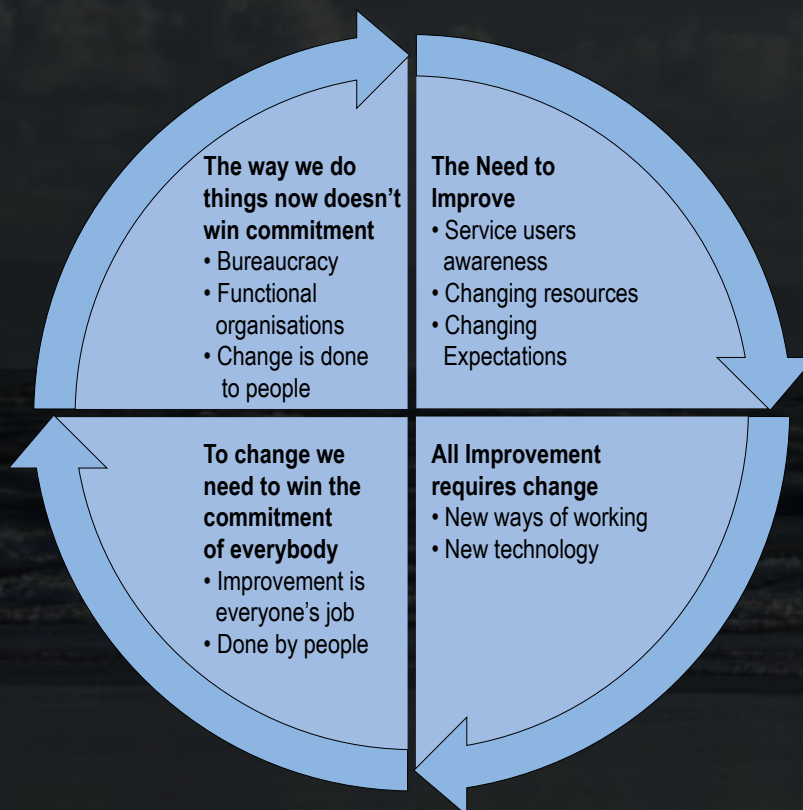 The way we do
things now doesn't
win commitment
• Bureaucracy
• Functional
organisations
• Change is done
to people
The Need to
Improve
• Service users
awareness
• Changing resources
• Changing
Expectations
To change we
need to win the
commitment
of everybody
• Improvement is
everyone's job
• Done by people
All Improvement
requires change
• New ways of working
• New technology